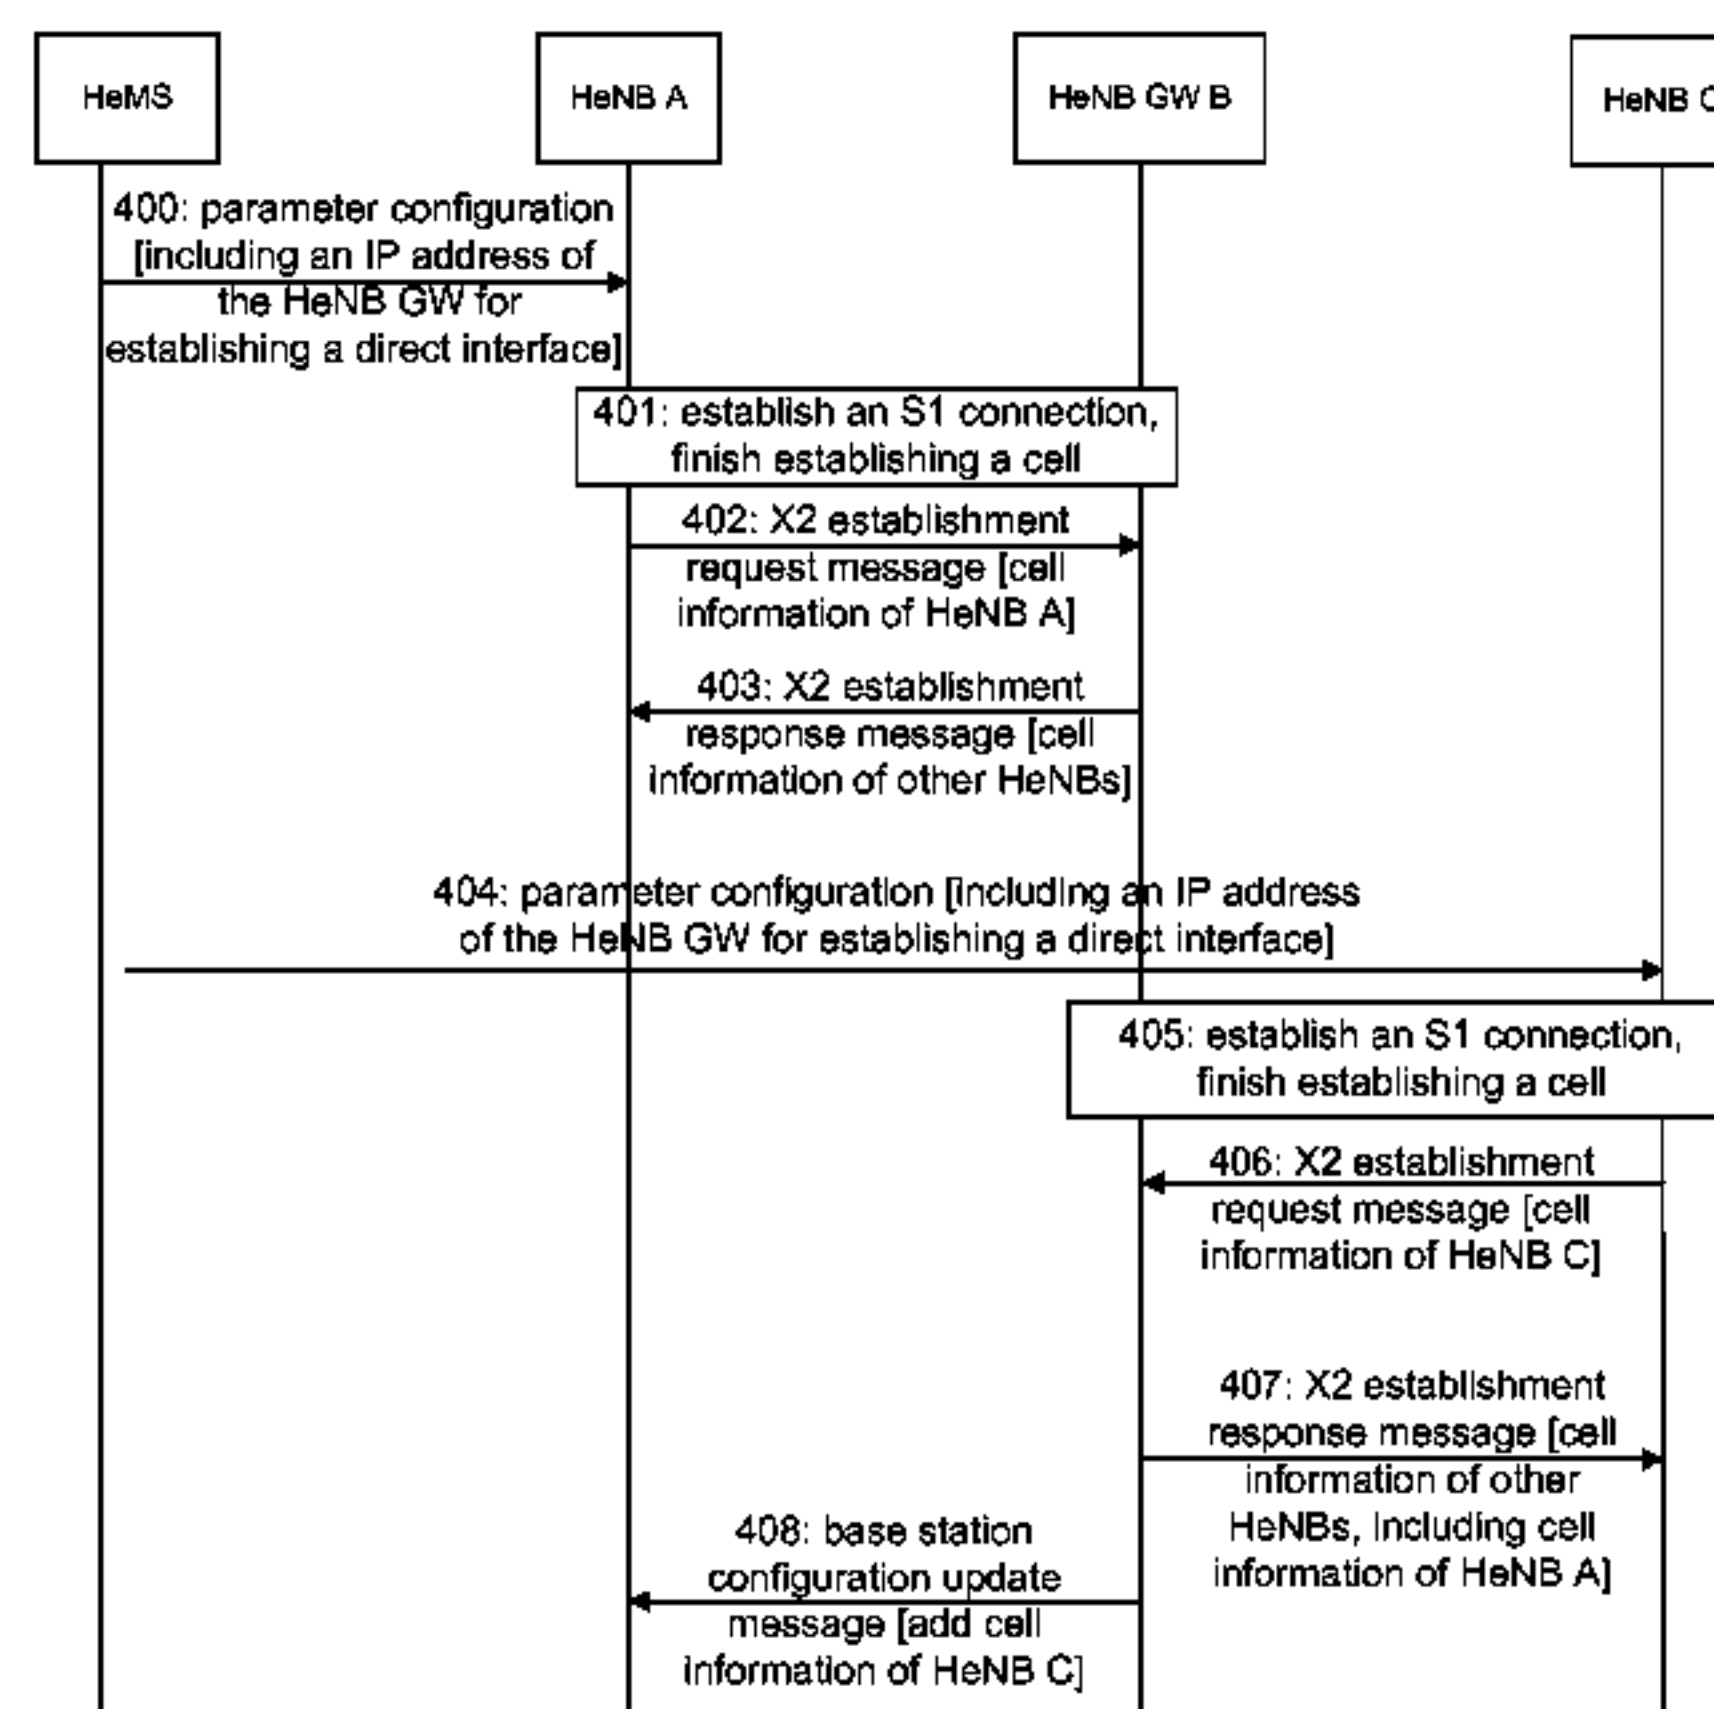 HeMS
HeNB A
HeNB GW B
HeNB
400: parameter configuration
[including an IP address of
the HeNB GW for
establishing a direct interface]
401: establish an S1 connection,
finish establishing a cell
402: X2 establishment
request message [cell
information of HeNB A]
403: X2 establishment
response message [cell
information of other HeNBs]
404: parameter configuration [including an IP address
of the HeNB GW for establishing a direct interface]
405: establish an S1 connection,
finish establishing a cell
406: X2 establishment
request message [cell
information of HeNB C]
407: X2 establishment
response message [cell
information of other
HeNBs, including cell
information of HeNB A]
408: base station
configuration update
message [add cell
information of HeNB C]